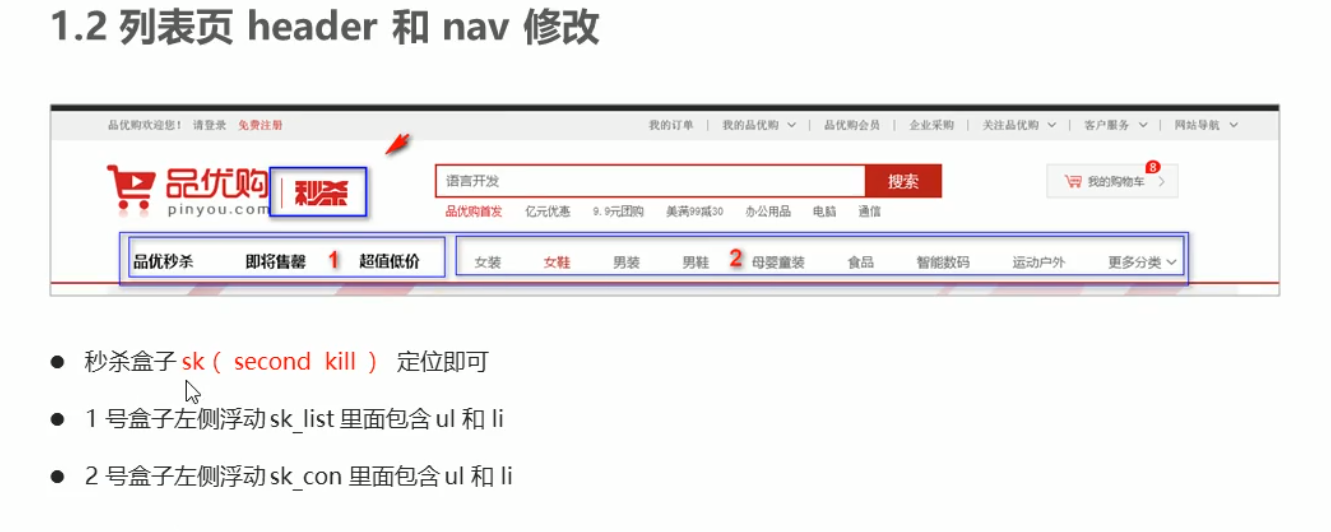 1.2 列表页 header 和 nav 修改
品优购欢迎您! 请登录 免费注册 我的订单 | 我的品优购 | 品优购会员 | 企业采购 | 关注品优购 | 客户服务 | 网站导航
品优购 秒杀 语言开发 搜索 8 我的购物车
pinyou.com 品优购首发 亿元优惠 9.9元团购 美满99减30 办公用品 电脑 通信
品优秒杀 即将售罄 1 超值低价 女装 女鞋 男装 男鞋 2 母婴童装 食品 智能数码 运动户外 更多分类
● 秒杀盒子 sk ( second kill ) 定位即可
● 1 号盒子左侧浮动 sk_list 里面包含 ul 和 li
● 2 号盒子左侧浮动 sk_con 里面包含 ul 和 li